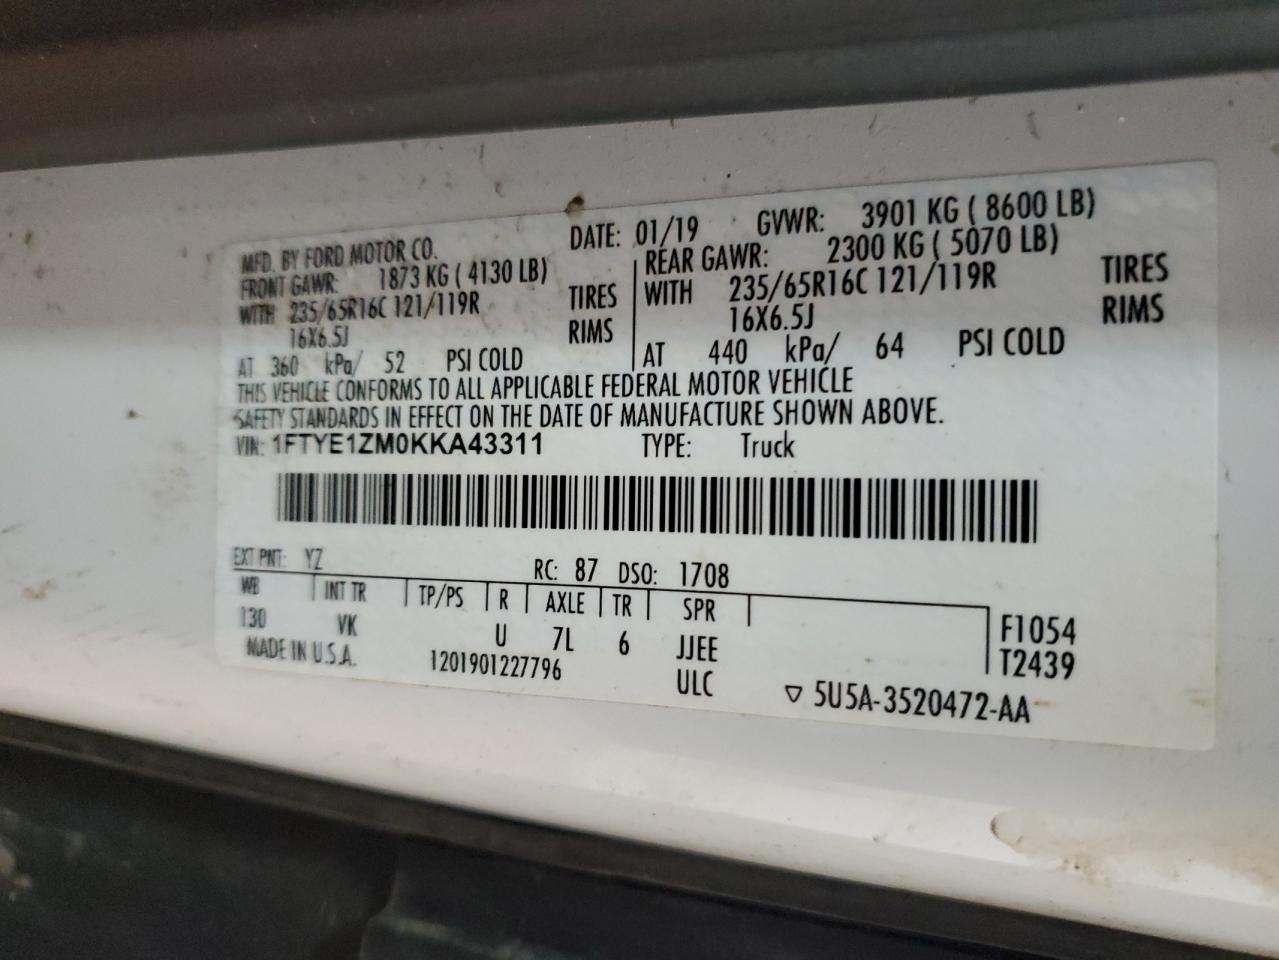 MFD. BY FORD MOTOR CO. DATE: 01/19 GVWR: 3901 KG ( 8600 LB)
FRONT GAWR: 1873 KG ( 4130 LB) REAR GAWR: 2300 KG ( 5070 LB)
WITH 235/65R16C 121/119R TIRES WITH 235/65R16C 121/119R TIRES
16X6.5J RIMS 16X6.5J RIMS
AT 360 kPa/ 52 PSI COLD AT 440 kPa/ 64 PSI COLD
THIS VEHICLE CONFORMS TO ALL APPLICABLE FEDERAL MOTOR VEHICLE
SAFETY STANDARDS IN EFFECT ON THE DATE OF MANUFACTURE SHOWN ABOVE.
VIN: 1FTYE1ZM0KKA43311 TYPE: Truck
EXT PNT: YZ RC: 87 DSO: 1708
WB INT TR TP/PS R AXLE TR SPR
130 VK U 7L 6 JJEE F1054
MADE IN U.S.A. 1201901227796 ULC T2439
▽ 5U5A-3520472-AA